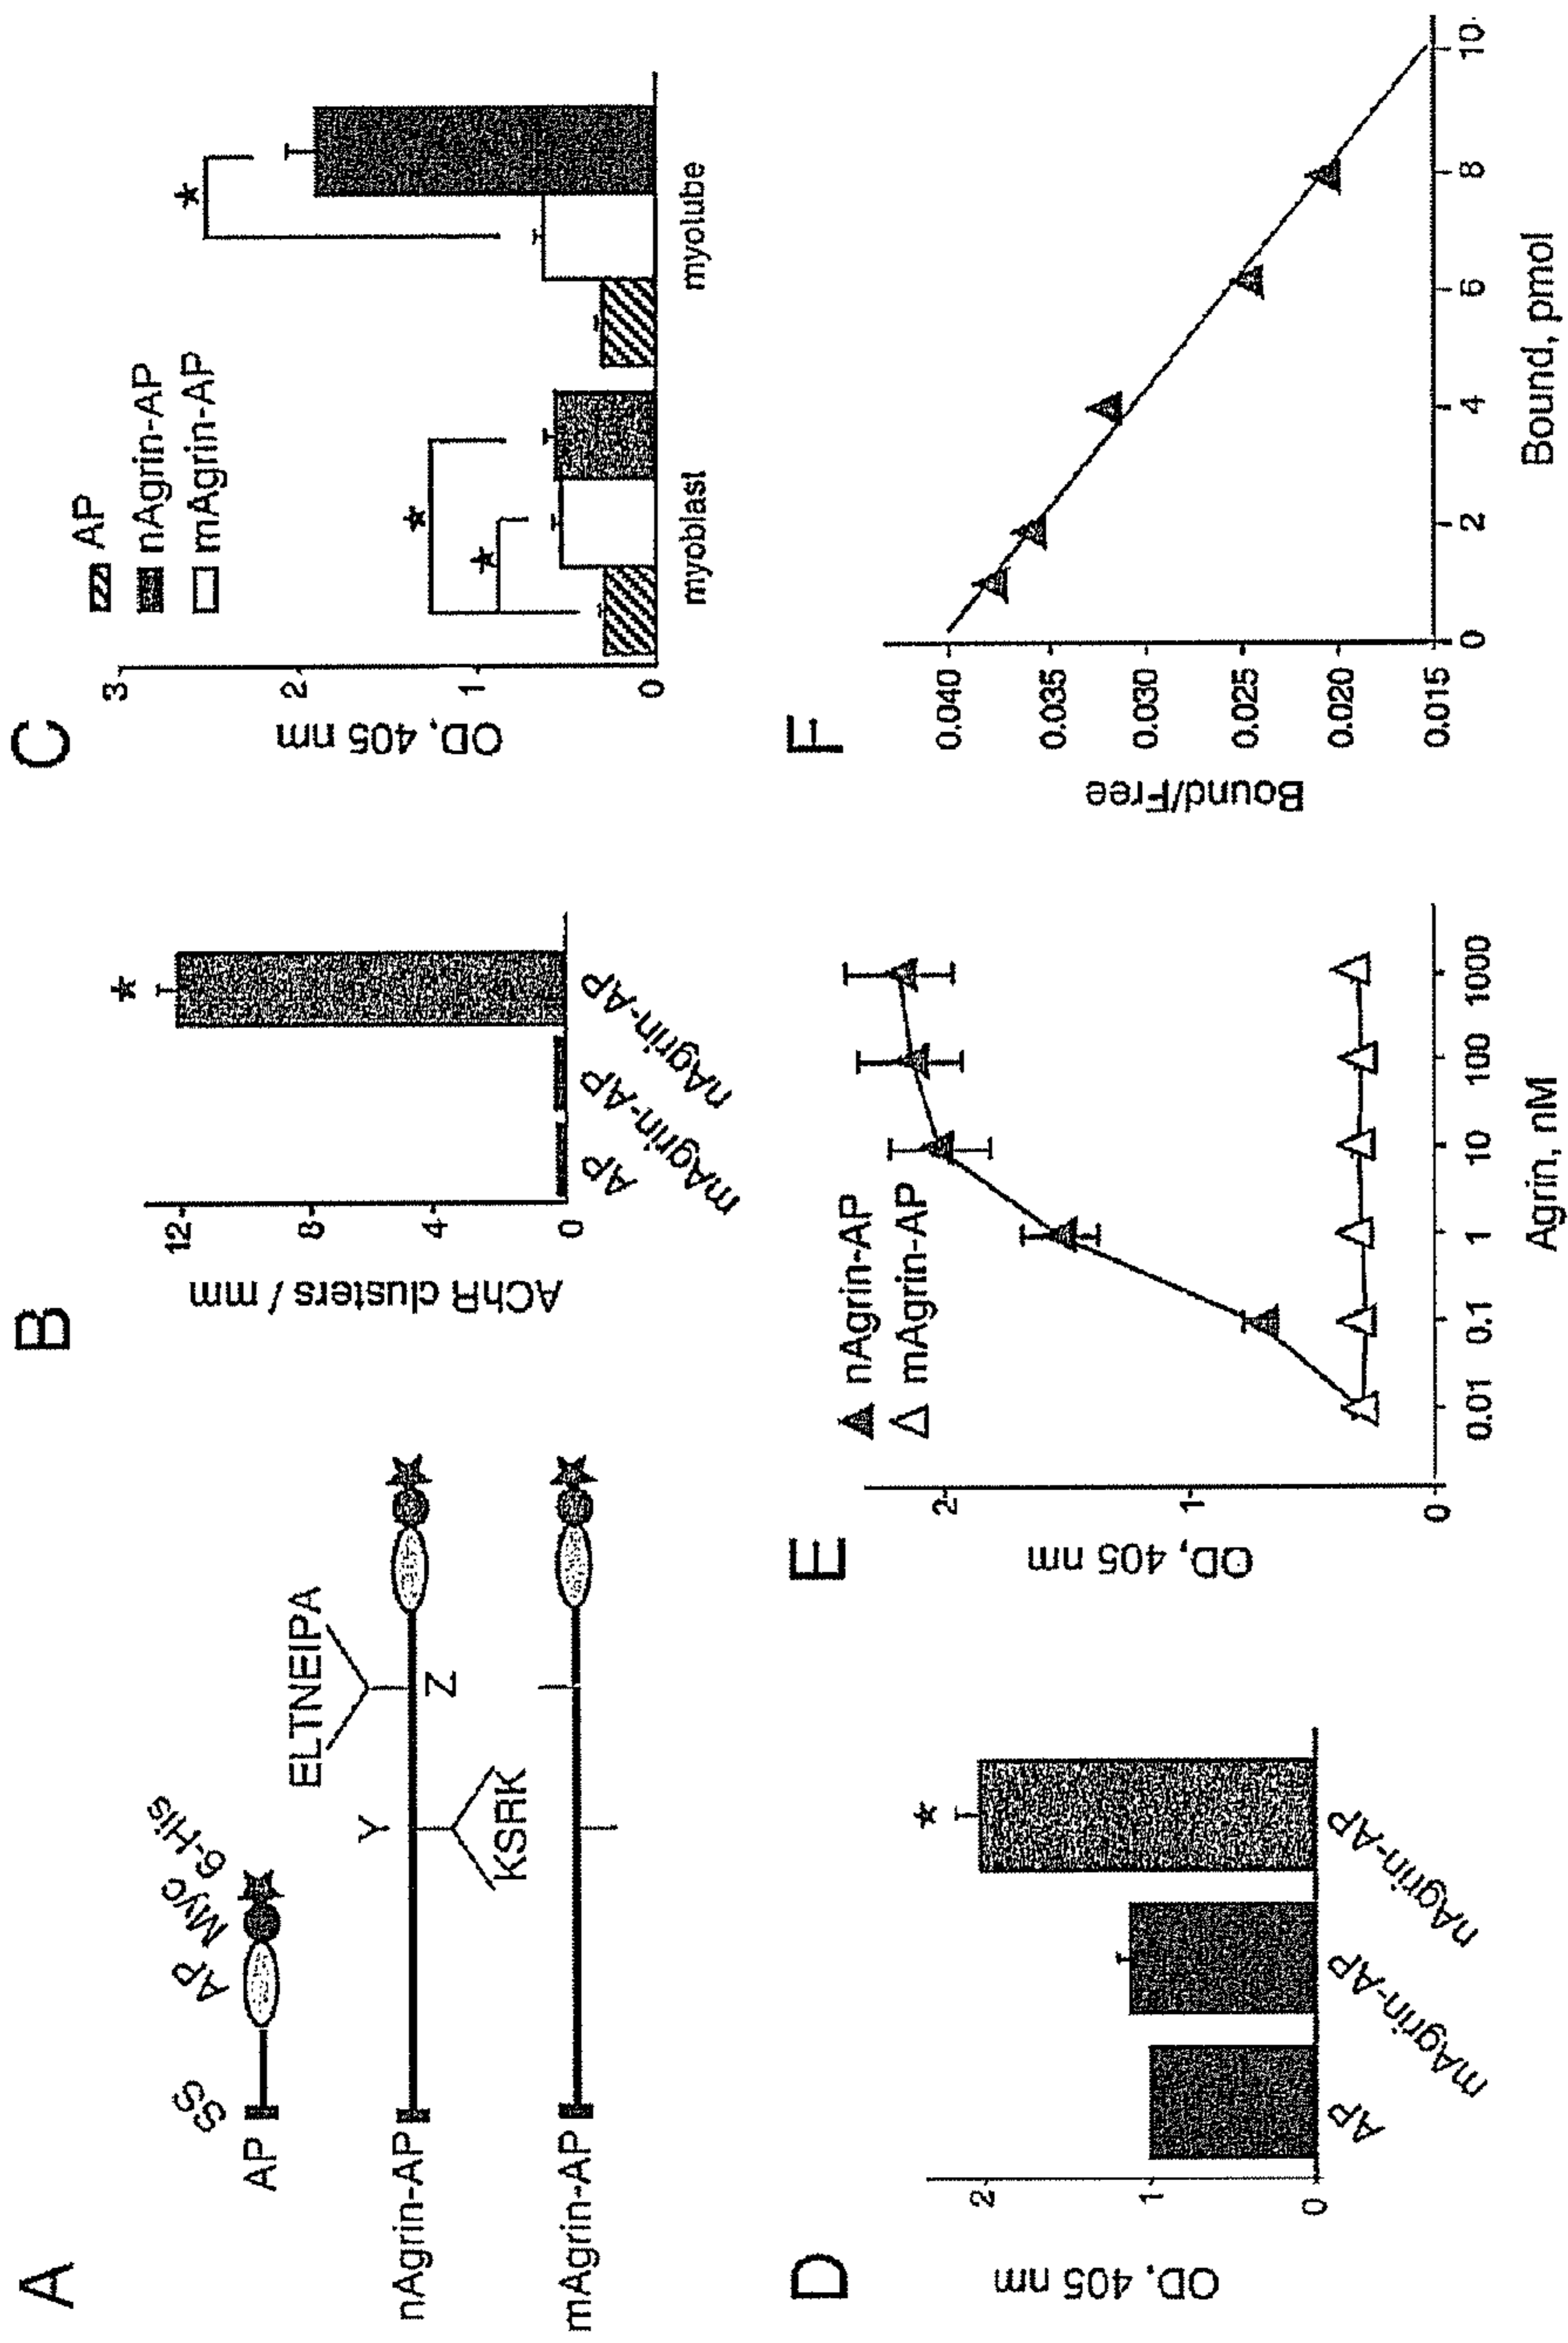 A
SS
AP
Myc
6-His
AP
nAgrin-AP
ELTNEIPA
Y
Z
KSRK
mAgrin-AP
B
AChR clusters / mm
12
8
4
0
AP
mAgrin-AP
nAgrin-AP
C
AP
nAgrin-AP
mAgrin-AP
OD, 405 nm
3
2
1
0
myoblast
myotube
D
OD, 405 nm
2
1
0
AP
mAgrin-AP
nAgrin-AP
E
nAgrin-AP
mAgrin-AP
OD, 405 nm
2
1
0
0.01 0.1 1 10 100 1000
Agrin, nM
F
Bound/Free
0.040
0.035
0.030
0.025
0.020
0.015
0 2 4 6 8 10
Bound, pmol